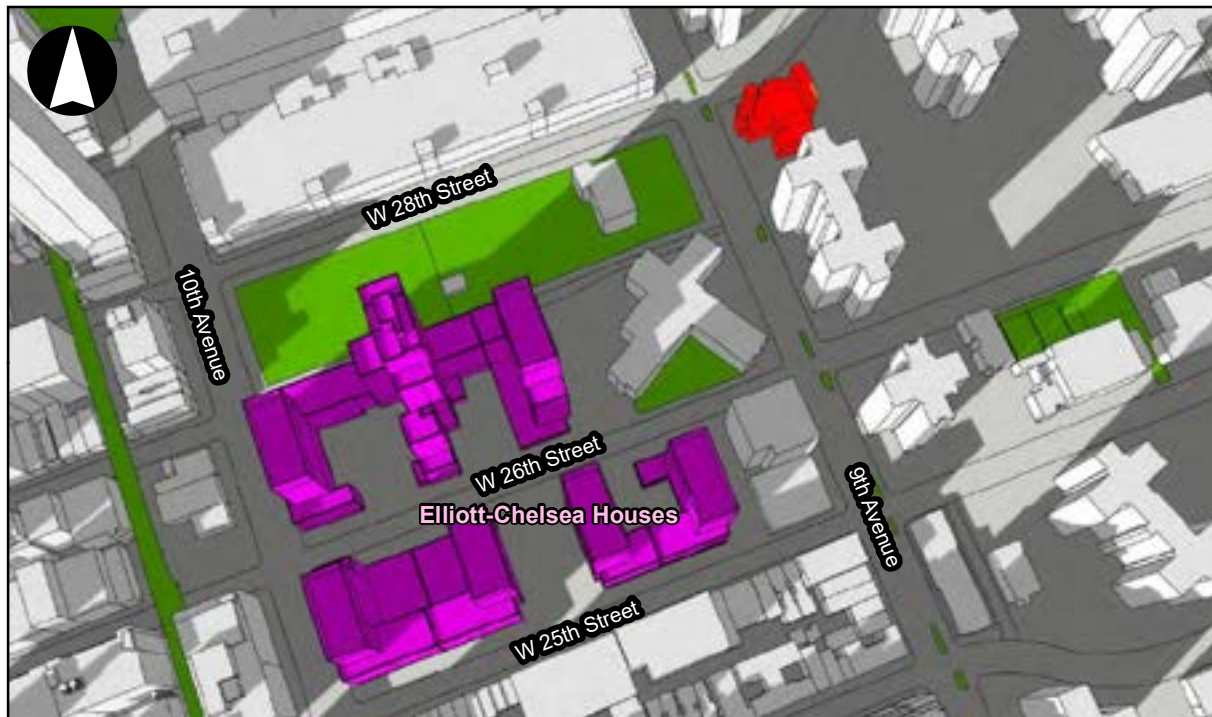 W 28th Street
10th Avenue
W 26th Street
Elliott-Chelsea Houses
9th Avenue
W 25th Street